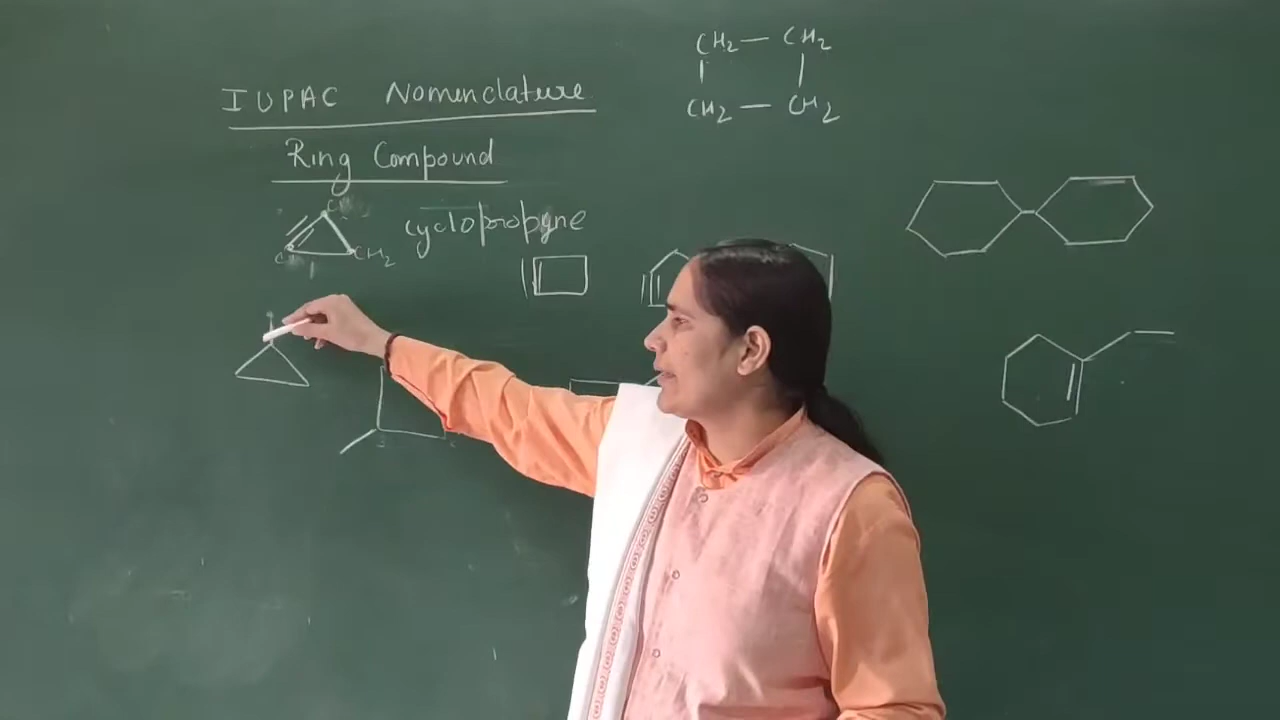 IUPAC Nomenclature
Ring Compound
CH2 — CH2
CH2 — CH2
cyclopropyne
CH2